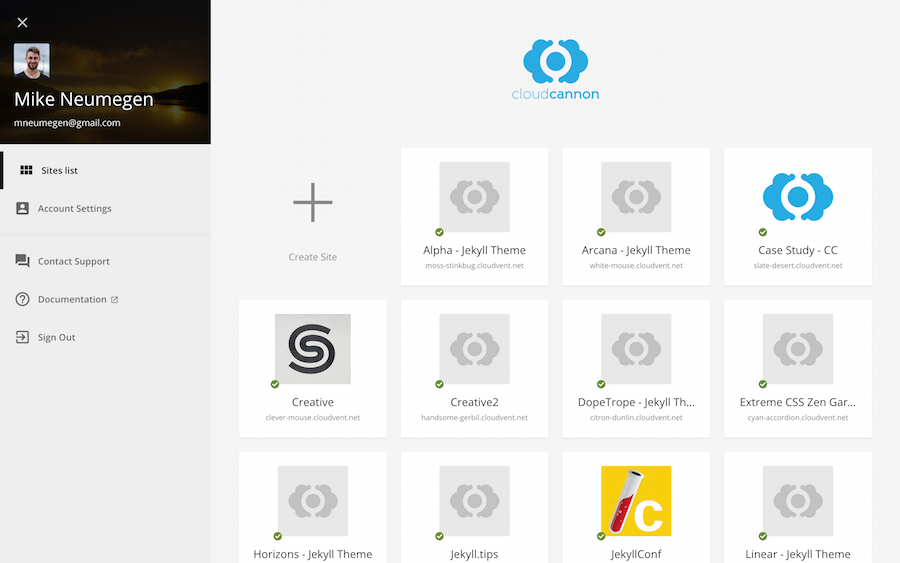 Mike Neumegen
mneumegen@gmail.com
Sites list
Account Settings
Contact Support
Documentation
Sign Out
cloudcannon
Create Site
Alpha - Jekyll Theme
moss-stinkbug.cloudvent.net
Arcana - Jekyll Theme
white-mouse.cloudvent.net
Case Study - CC
slate-desert.cloudvent.net
Creative
clever-mouse.cloudvent.net
Creative2
handsome-gerbil.cloudvent.net
DopeTrope - Jekyll Th...
citron-dunlin.cloudvent.net
Extreme CSS Zen Gar...
cyan-accordion.cloudvent.net
Horizons - Jekyll Theme
Jekyll.tips
C
JekyllConf
Linear - Jekyll Theme